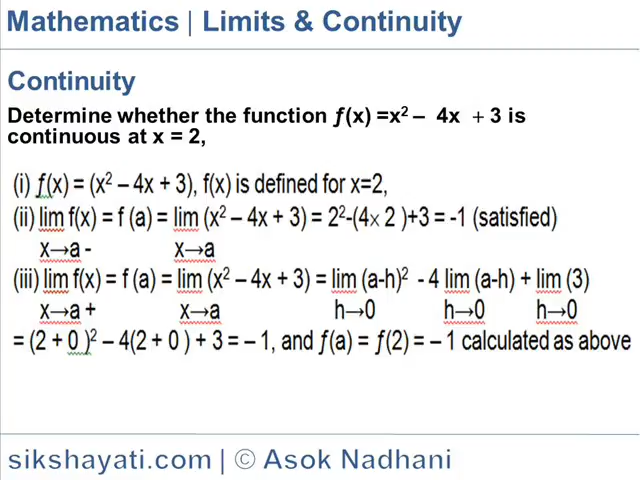 Mathematics | Limits & Continuity
Continuity
Determine whether the function ƒ(x) =x² – 4x + 3 is
continuous at x = 2,
(i) ƒ(x) = (x² – 4x + 3), f(x) is defined for x=2,
(ii) lim f(x) = f (a) = lim (x² – 4x + 3) = 2²-(4× 2 )+3 = -1 (satisfied)
x→a - x→a
(iii) lim f(x) = f (a) = lim (x² – 4x + 3) = lim (a-h)² - 4 lim (a-h) + lim (3)
x→a + x→a h→0 h→0 h→0
= (2 + 0 )² – 4(2 + 0 ) + 3 = – 1, and ƒ(a) = ƒ(2) = – 1 calculated as above
sikshayati.com | © Asok Nadhani